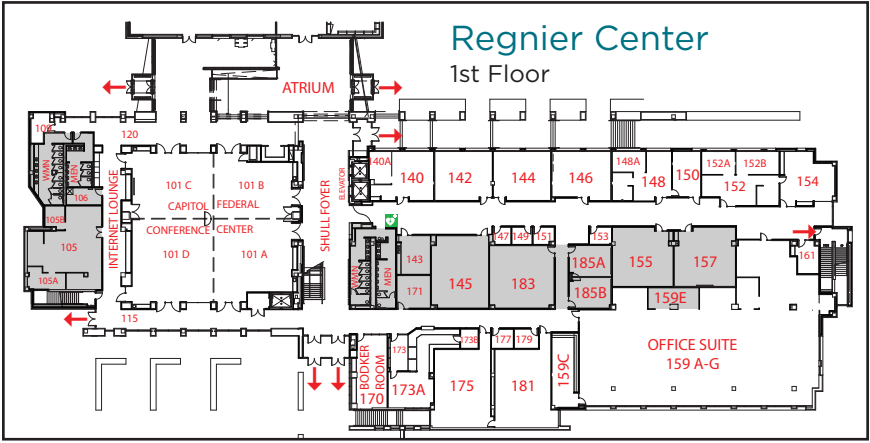 Regnier Center
1st Floor
ATRIUM
109
120
WMN
MEN
106
105B
105
105A
115
INTERNET LOUNGE
101 C
101 B
CAPITOL
FEDERAL
CONFERENCE
CENTER
101 D
101 A
SHULL FOYER
ELEVATOR
140A
140
142
144
146
148A
148
150
152A
152B
152
154
147
149
151
153
161
WMN
MEN
143
171
145
183
185A
185B
155
157
159E
OFFICE SUITE
159 A-G
BODKER
ROOM
170
173
173A
173B
175
177
179
181
159C